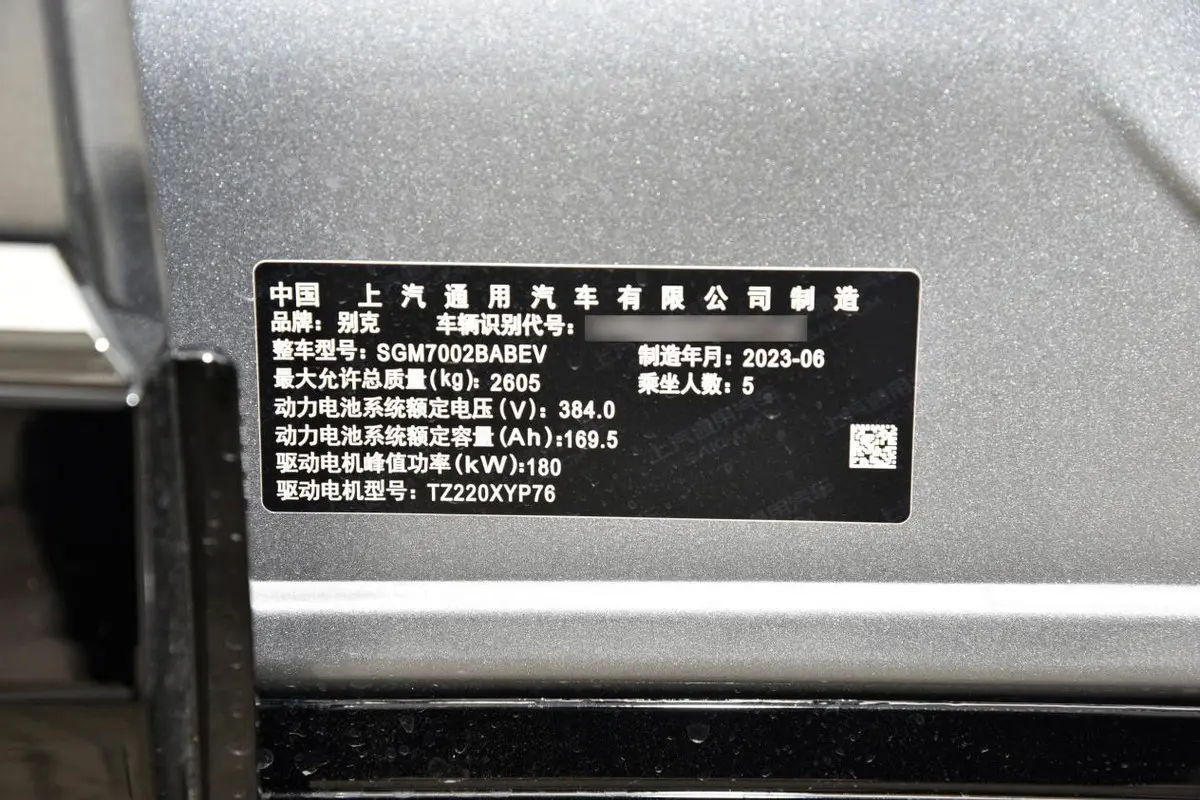 中国 上汽通用汽车有限公司制造
品牌：别克 车辆识别代号：
整车型号：SGM7002BABEV 制造年月：2023-06
最大允许总质量(kg)：2605 乘坐人数：5
动力电池系统额定电压(V)：384.0
动力电池系统额定容量(Ah):169.5
驱动电机峰值功率(kW):180
驱动电机型号：TZ220XYP76